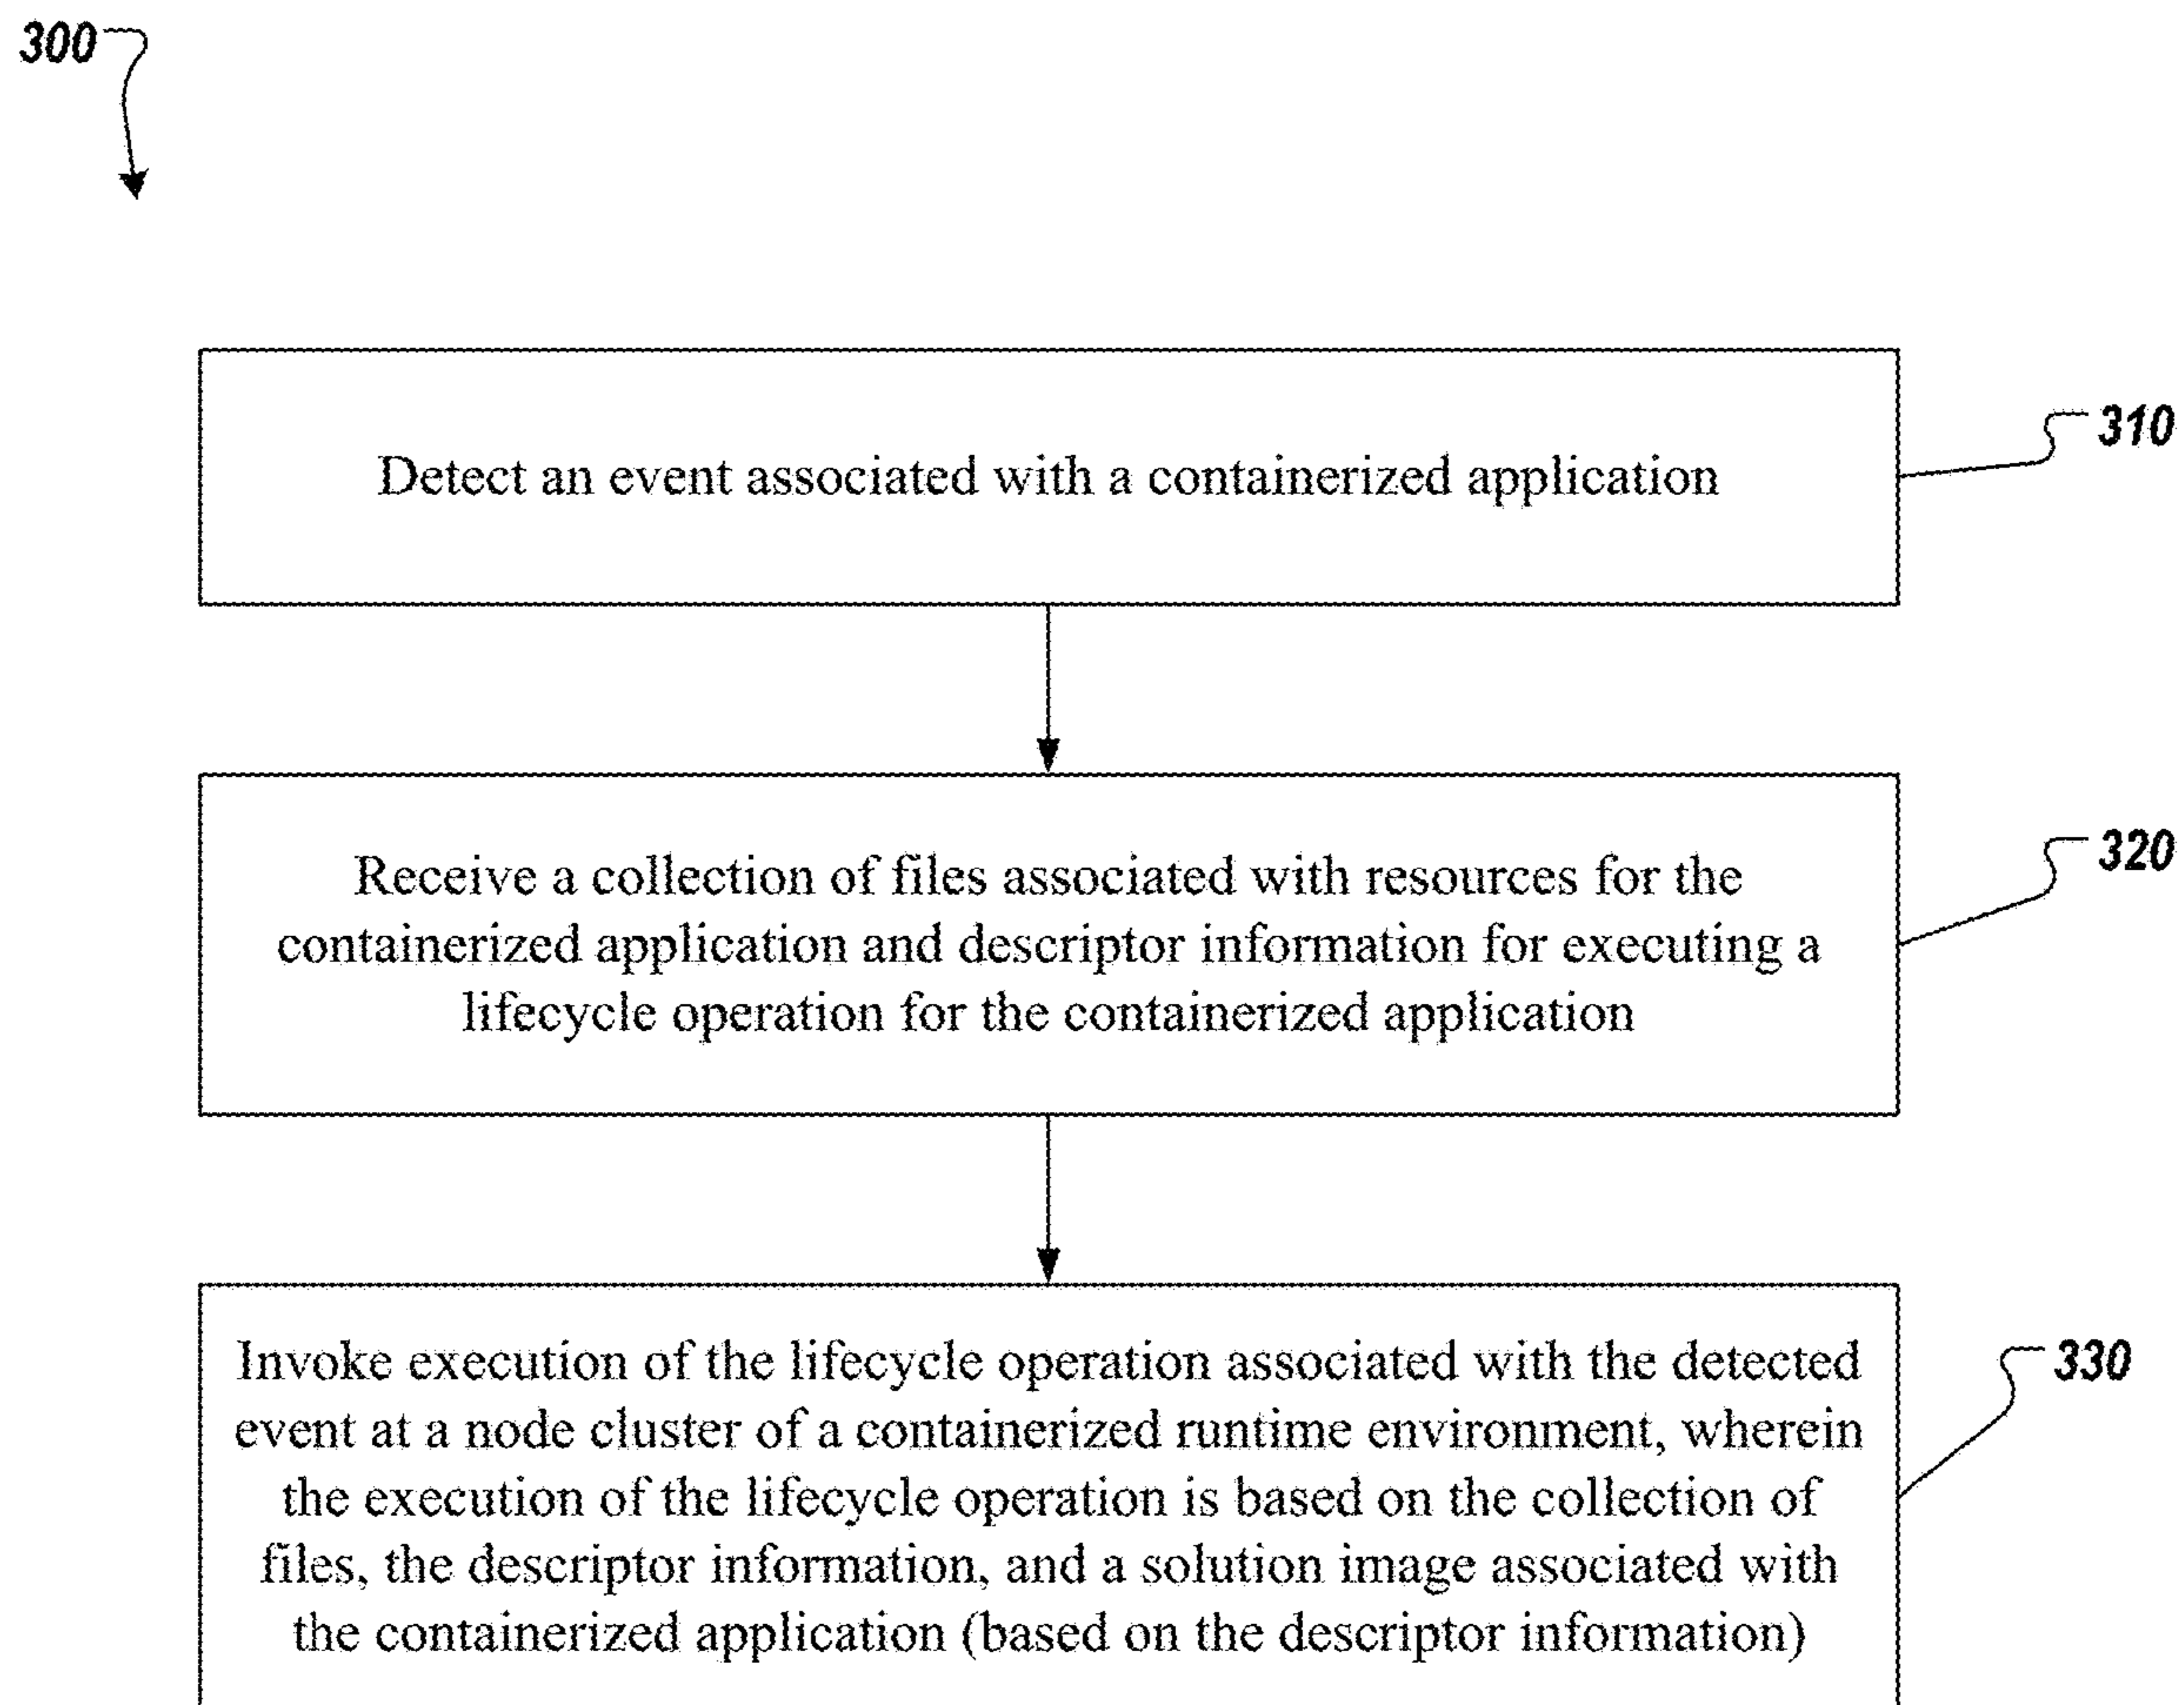 300
Detect an event associated with a containerized application
310
Receive a collection of files associated with resources for the
containerized application and descriptor information for executing a
lifecycle operation for the containerized application
320
Invoke execution of the lifecycle operation associated with the detected
event at a node cluster of a containerized runtime environment, wherein
the execution of the lifecycle operation is based on the collection of
files, the descriptor information, and a solution image associated with
the containerized application (based on the descriptor information)
330